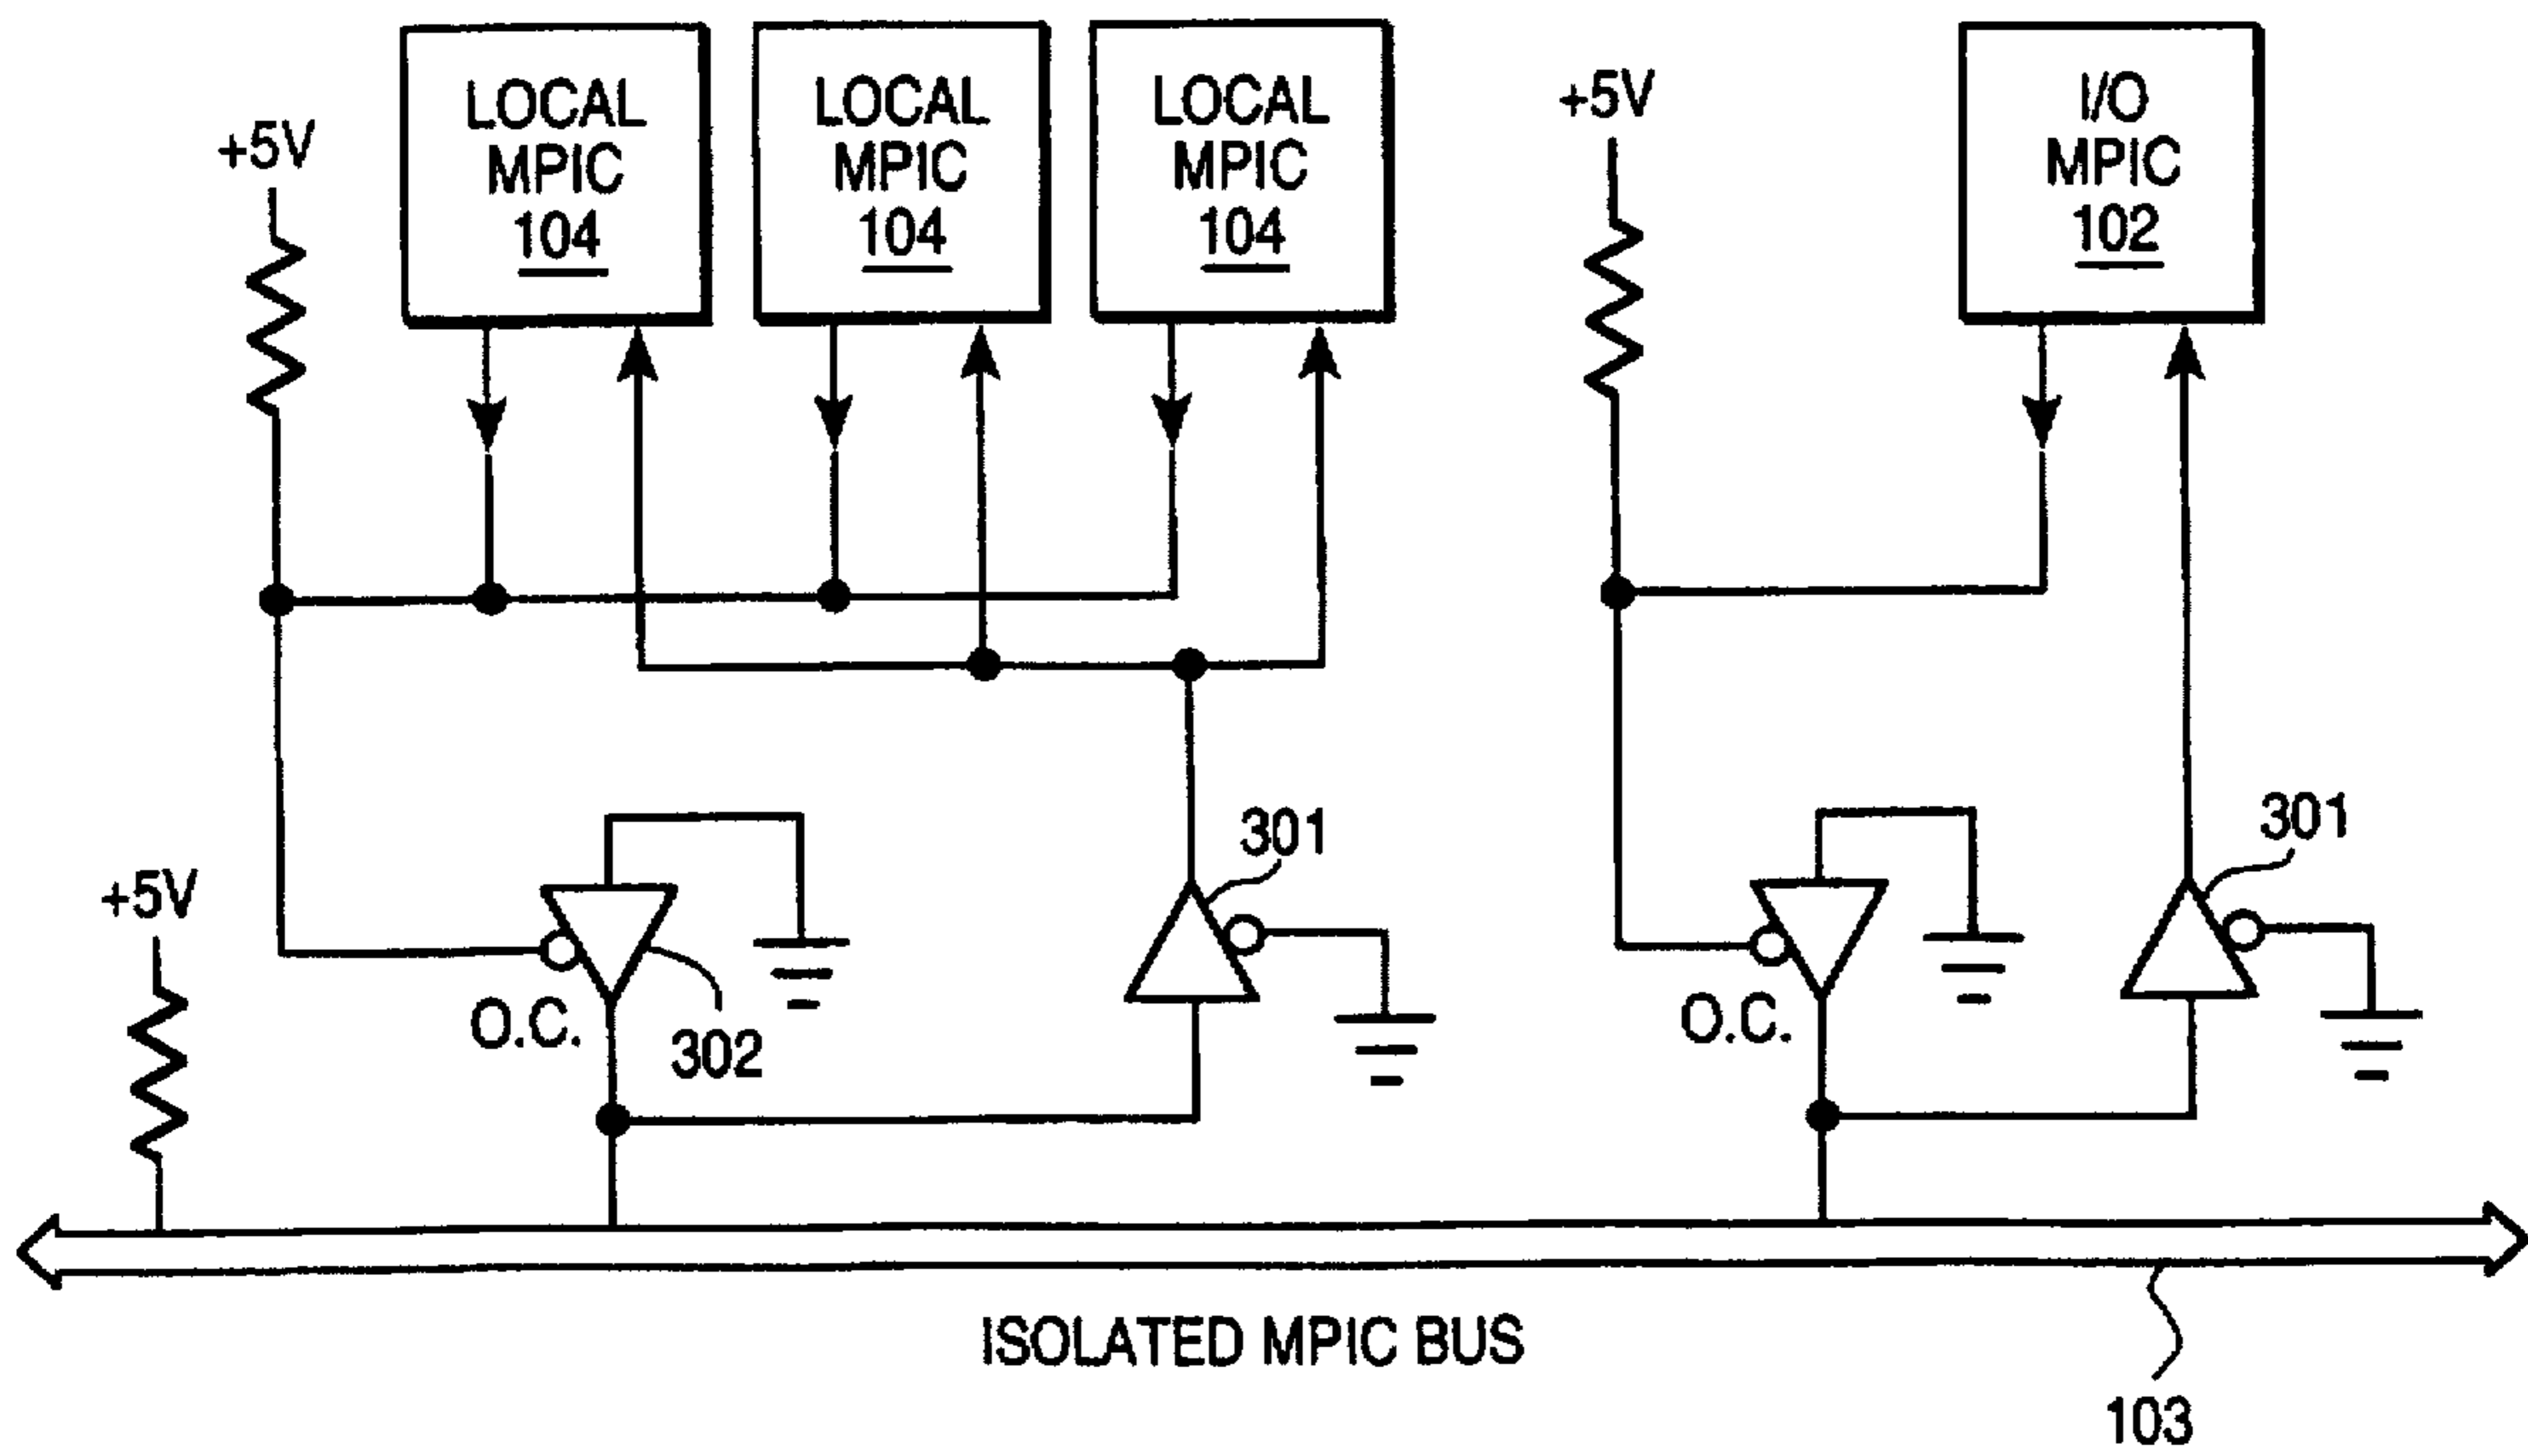 LOCAL
MPIC
104
LOCAL
MPIC
104
LOCAL
MPIC
104
I/O
MPIC
102
+5V
+5V
+5V
301
301
O.C.
302
O.C.
ISOLATED MPIC BUS
103